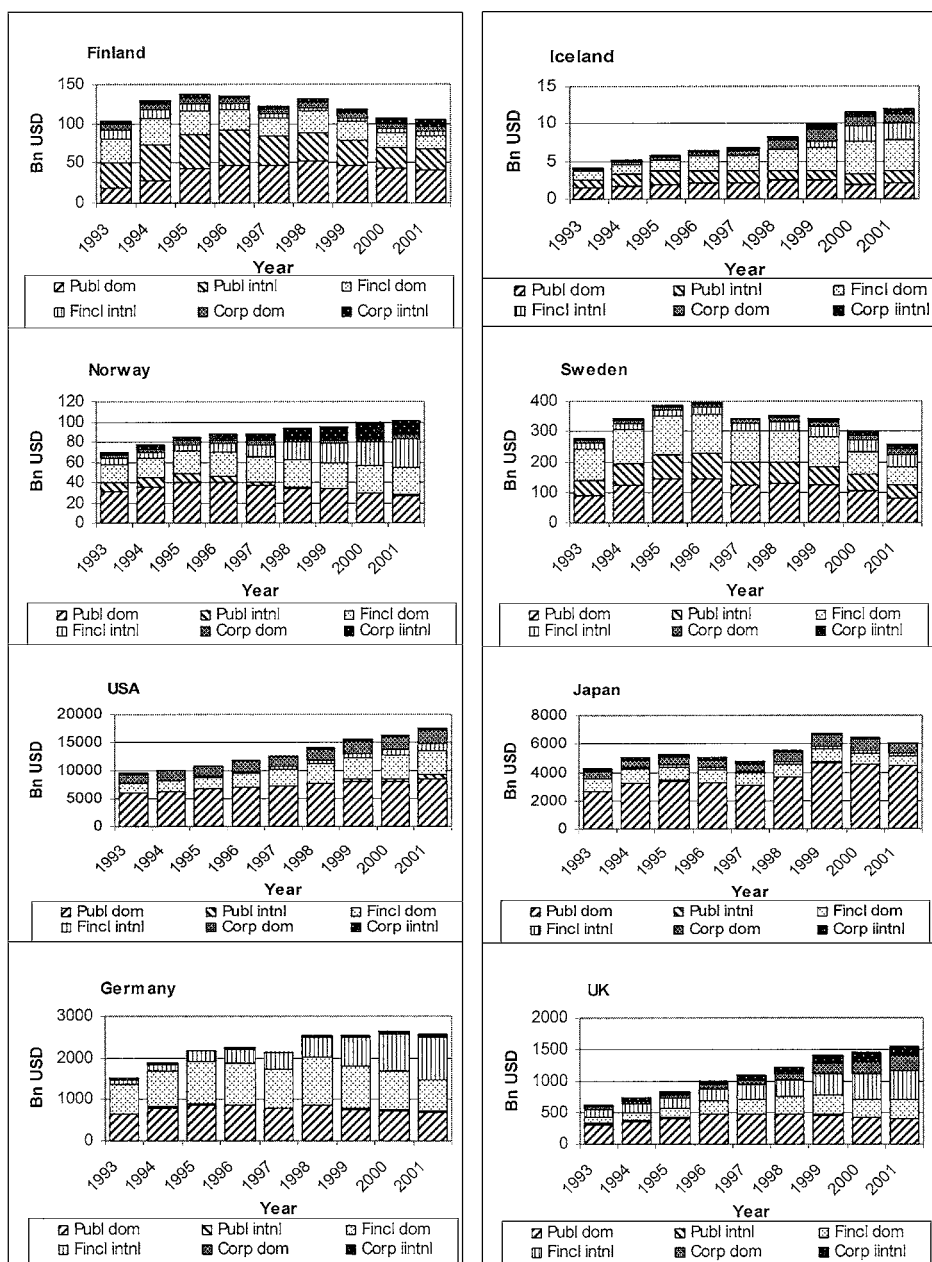 Finland
150
100
50
0
Bn USD
1993 1994 1995 1996 1997 1998 1999 2000 2001
Year
Publ dom Publ intnl Fincl dom
Fincl intnl Corp dom Corp iintnl
Iceland
15
10
5
0
Bn USD
1993 1994 1995 1996 1997 1998 1999 2000 2001
Year
Publ dom Publ intnl Fincl dom
Fincl intnl Corp dom Corp iintnl
Norway
120
100
80
60
40
20
0
Bn USD
1993 1994 1995 1996 1997 1998 1999 2000 2001
Year
Publ dom Publ intnl Fincl dom
Fincl intnl Corp dom Corp iintnl
Sweden
400
300
200
100
0
Bn USD
1993 1994 1995 1996 1997 1998 1999 2000 2001
Year
Publ dom Publ intnl Fincl dom
Fincl intnl Corp dom Corp iintnl
USA
20000
15000
10000
5000
0
Bn USD
1993 1994 1995 1996 1997 1998 1999 2000 2001
Year
Publ dom Publ intnl Fincl dom
Fincl intnl Corp dom Corp iintnl
Japan
8000
6000
4000
2000
0
Bn USD
1993 1994 1995 1996 1997 1998 1999 2000 2001
Year
Publ dom Publ intnl Fincl dom
Fincl intnl Corp dom Corp iintnl
Germany
3000
2000
1000
0
Bn USD
1993 1994 1995 1996 1997 1998 1999 2000 2001
Year
Publ dom Publ intnl Fincl dom
Fincl intnl Corp dom Corp iintnl
UK
2000
1500
1000
500
0
Bn USD
1993 1994 1995 1996 1997 1998 1999 2000 2001
Year
Publ dom Publ intnl Fincl dom
Fincl intnl Corp dom Corp iintnl